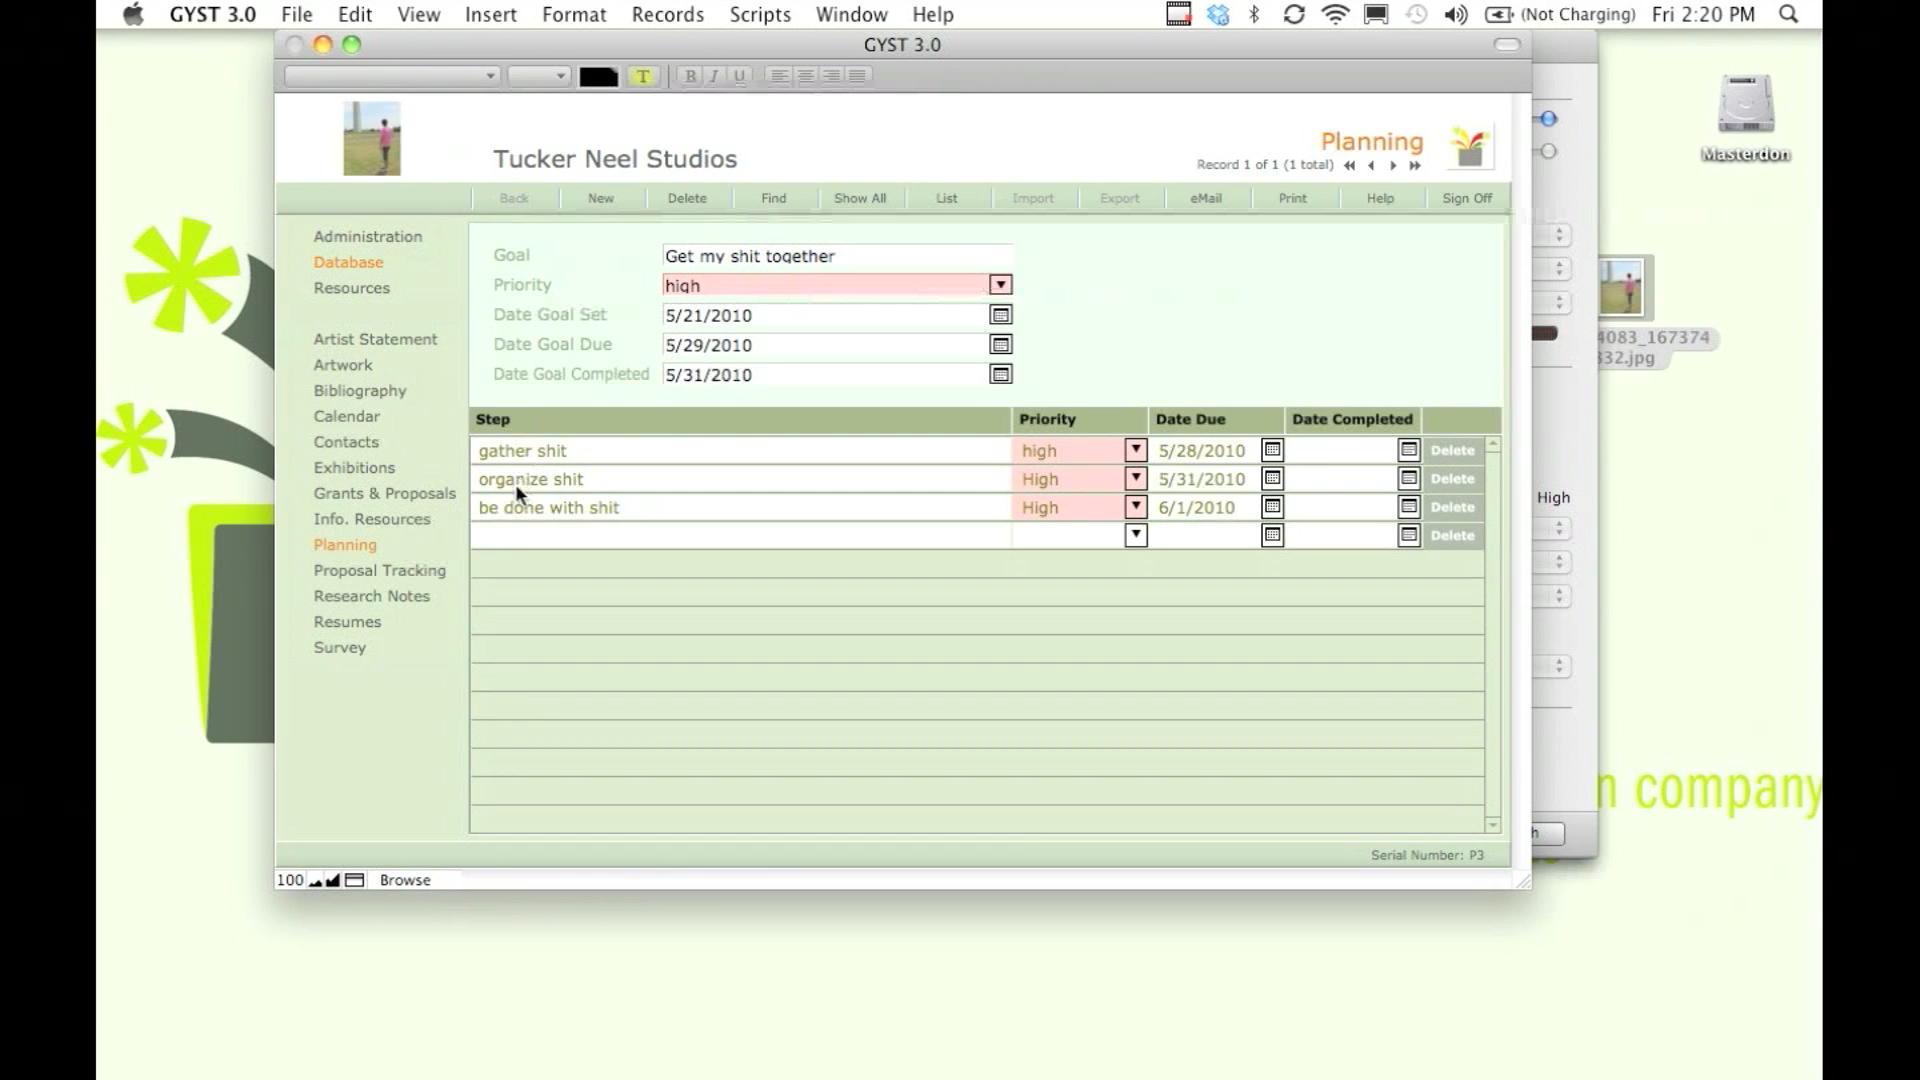 GYST 3.0 File Edit View Insert Format Records Scripts Window Help (Not Charging) Fri 2:20 PM
GYST 3.0
T B I U
Tucker Neel Studios
Planning
Record 1 of 1 (1 total)
Back New Delete Find Show All List Import Export eMail Print Help Sign Off
Administration
Database
Resources
Artist Statement
Artwork
Bibliography
Calendar
Contacts
Exhibitions
Grants & Proposals
Info. Resources
Planning
Proposal Tracking
Research Notes
Resumes
Survey
Goal Get my shit together
Priority high
Date Goal Set 5/21/2010
Date Goal Due 5/29/2010
Date Goal Completed 5/31/2010
Step Priority Date Due Date Completed
gather shit high 5/28/2010 Delete
organize shit High 5/31/2010 Delete
be done with shit High 6/1/2010 Delete
Delete
Serial Number: P3
100 Browse
Masterdon
4083_167374
332.jpg
High
n company
h